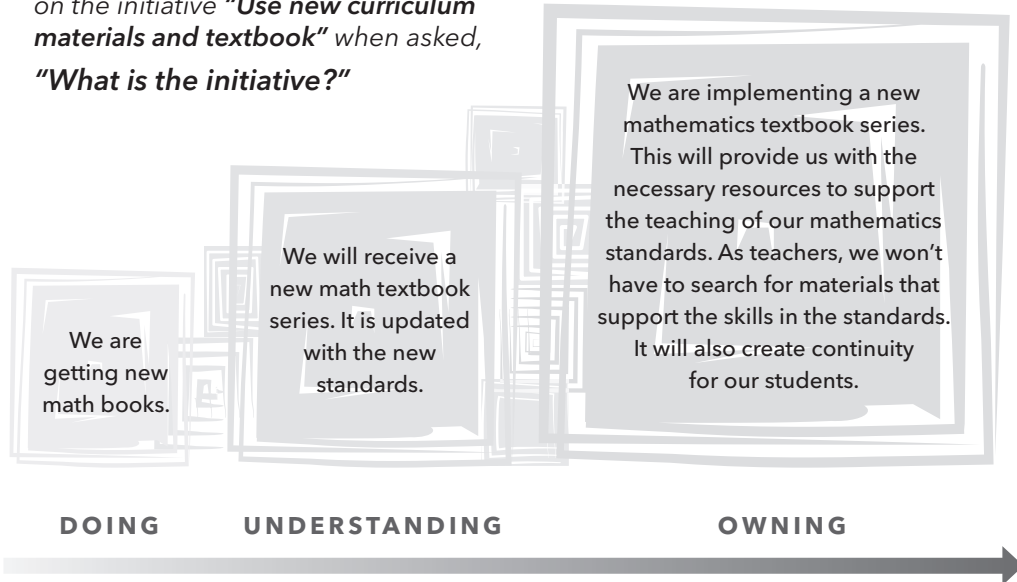 on the initiative “Use new curriculum
materials and textbook” when asked,
“What is the initiative?”
We are
getting new
math books.
We will receive a
new math textbook
series. It is updated
with the new
standards.
We are implementing a new
mathematics textbook series.
This will provide us with the
necessary resources to support
the teaching of our mathematics
standards. As teachers, we won’t
have to search for materials that
support the skills in the standards.
It will also create continuity
for our students.
DOING
UNDERSTANDING
OWNING